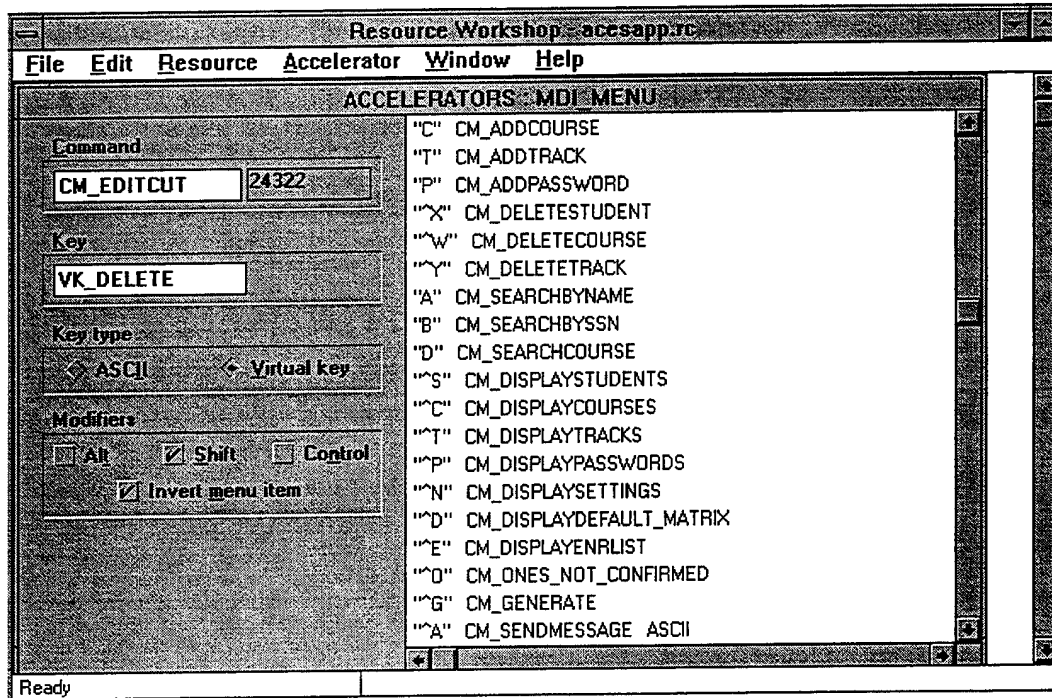 Resource Workshop - acesapp.rc
File Edit Resource Accelerator Window Help
ACCELERATORS : MDI_MENU
Command
CM_EDITCUT 24322
Key
VK_DELETE
Key type
ASCII Virtual key
Modifiers
Alt Shift Control
Invert menu item
"C" CM_ADDCOURSE
"T" CM_ADDTRACK
"P" CM_ADDPASSWORD
"^X" CM_DELETESTUDENT
"^W" CM_DELETECOURSE
"^Y" CM_DELETETRACK
"A" CM_SEARCHBYNAME
"B" CM_SEARCHBYSSN
"D" CM_SEARCHCOURSE
"^S" CM_DISPLAYSTUDENTS
"^C" CM_DISPLAYCOURSES
"^T" CM_DISPLAYTRACKS
"^P" CM_DISPLAYPASSWORDS
"^N" CM_DISPLAYSETTINGS
"^D" CM_DISPLAYDEFAULT_MATRIX
"^E" CM_DISPLAYENRLIST
"^O" CM_ONES_NOT_CONFIRMED
"^G" CM_GENERATE
"^A" CM_SENDMESSAGE ASCII
Ready